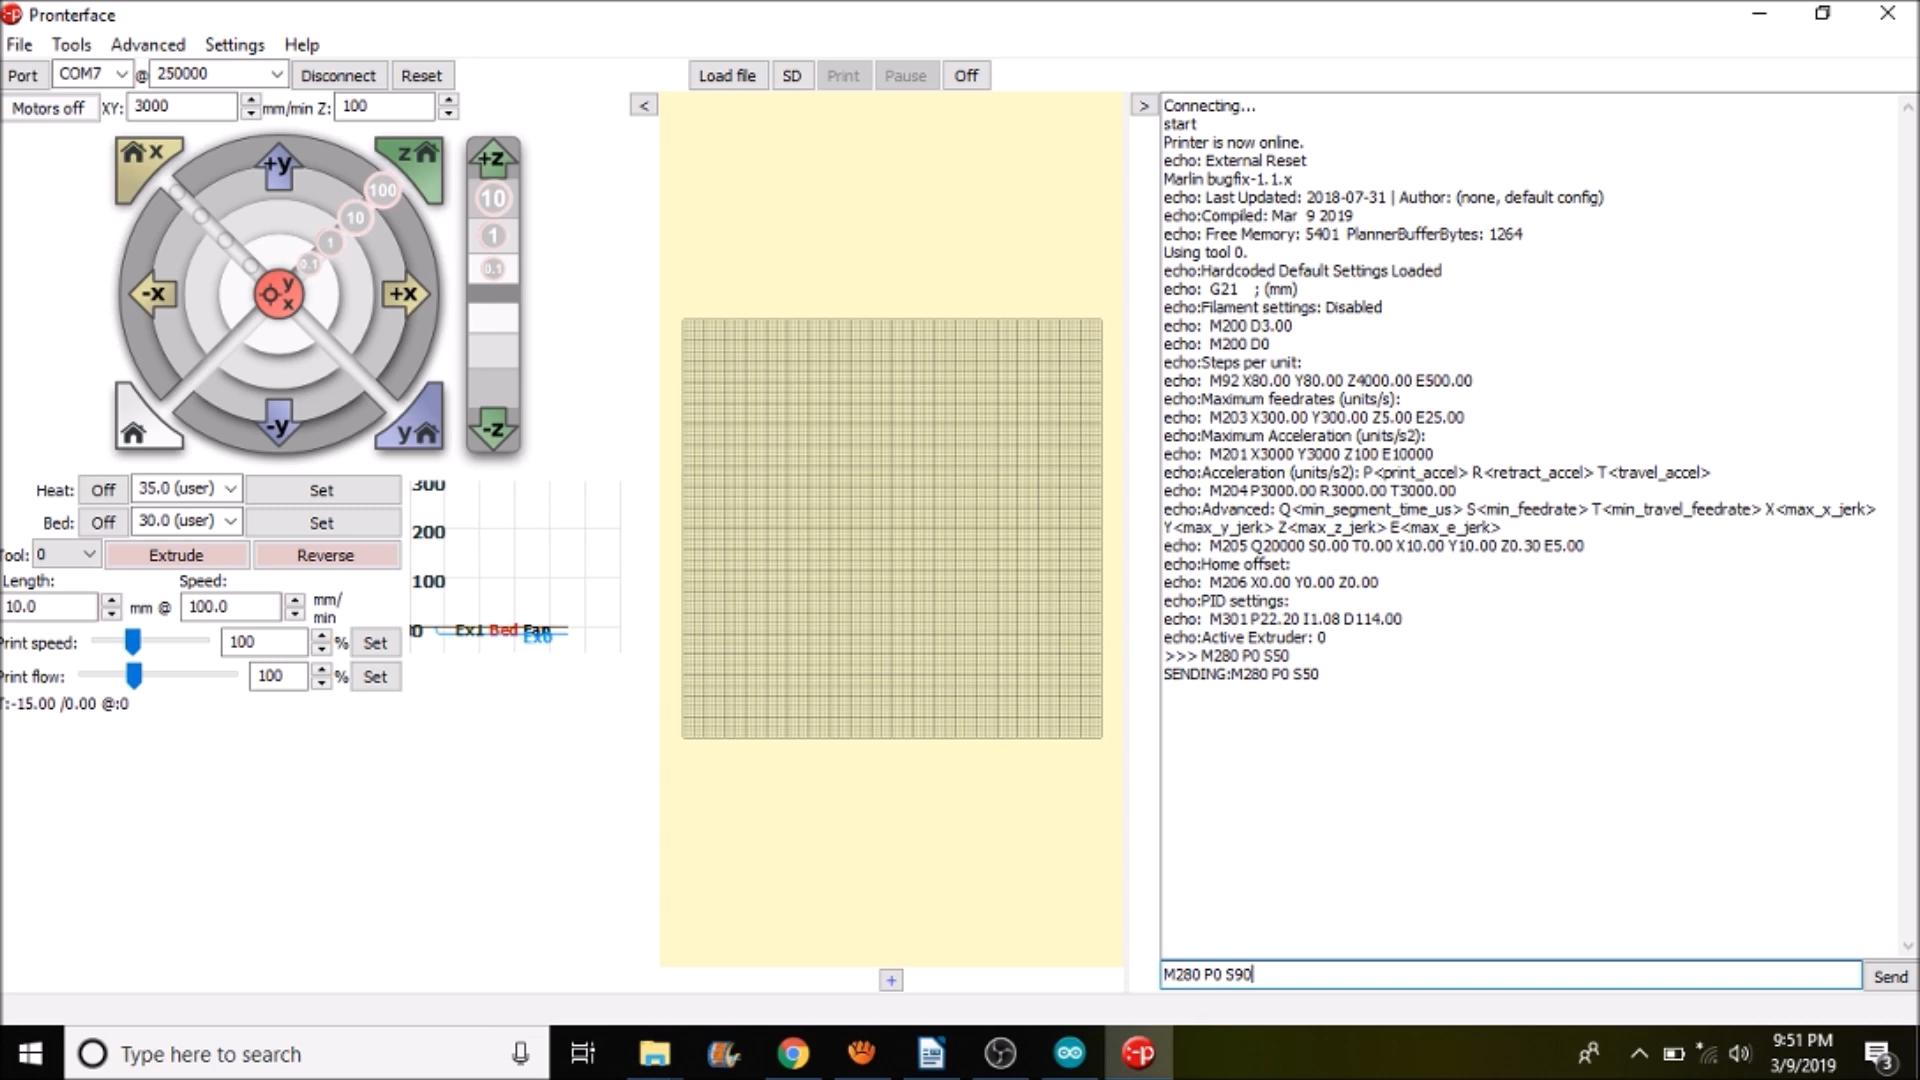 Pronterface
File Tools Advanced Settings Help
Port COM7 @ 250000 Disconnect Reset Load file SD Print Pause Off
Motors off XY: 3000 mm/min Z: 100 < >
x +y z +z
100 10 1 0.1
10
1
0.1
-x y x +x
-y y -z
Heat: Off 35.0 (user) Set
Bed: Off 30.0 (user) Set
Tool: 0 Extrude Reverse
Length: Speed:
10.0 mm @ 100.0 mm/
min
Print speed: 100 % Set
Print flow: 100 % Set
T:-15.00 /0.00 @:0
300
200
100
Ex1 Bed Fan
Ex0
+
Connecting...
start
Printer is now online.
echo: External Reset
Marlin bugfix-1.1.x
echo: Last Updated: 2018-07-31 | Author: (none, default config)
echo:Compiled: Mar  9 2019
echo: Free Memory: 5401  PlannerBufferBytes: 1264
Using tool 0.
echo:Hardcoded Default Settings Loaded
echo:  G21    ; (mm)
echo:Filament settings: Disabled
echo:  M200 D3.00
echo:  M200 D0
echo:Steps per unit:
echo:  M92 X80.00 Y80.00 Z4000.00 E500.00
echo:Maximum feedrates (units/s):
echo:  M203 X300.00 Y300.00 Z5.00 E25.00
echo:Maximum Acceleration (units/s2):
echo:  M201 X3000 Y3000 Z100 E10000
echo:Acceleration (units/s2): P<print_accel> R<retract_accel> T<travel_accel>
echo:  M204 P3000.00 R3000.00 T3000.00
echo:Advanced: Q<min_segment_time_us> S<min_feedrate> T<min_travel_feedrate> X<max_x_jerk>
Y<max_y_jerk> Z<max_z_jerk> E<max_e_jerk>
echo:  M205 Q20000 S0.00 T0.00 X10.00 Y10.00 Z0.30 E5.00
echo:Home offset:
echo:  M206 X0.00 Y0.00 Z0.00
echo:PID settings:
echo:  M301 P22.20 I1.08 D114.00
echo:Active Extruder: 0
>>> M280 P0 S50
SENDING:M280 P0 S50
M280 P0 S90 Send
Type here to search
9:51 PM
3/9/2019
3